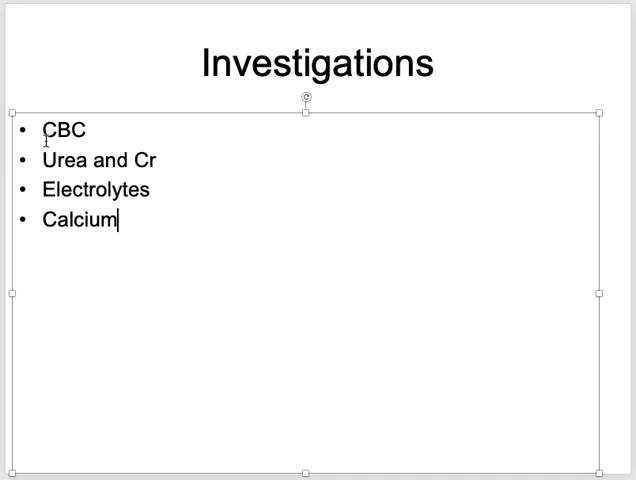 Investigations
• CBC
• Urea and Cr
• Electrolytes
• Calcium